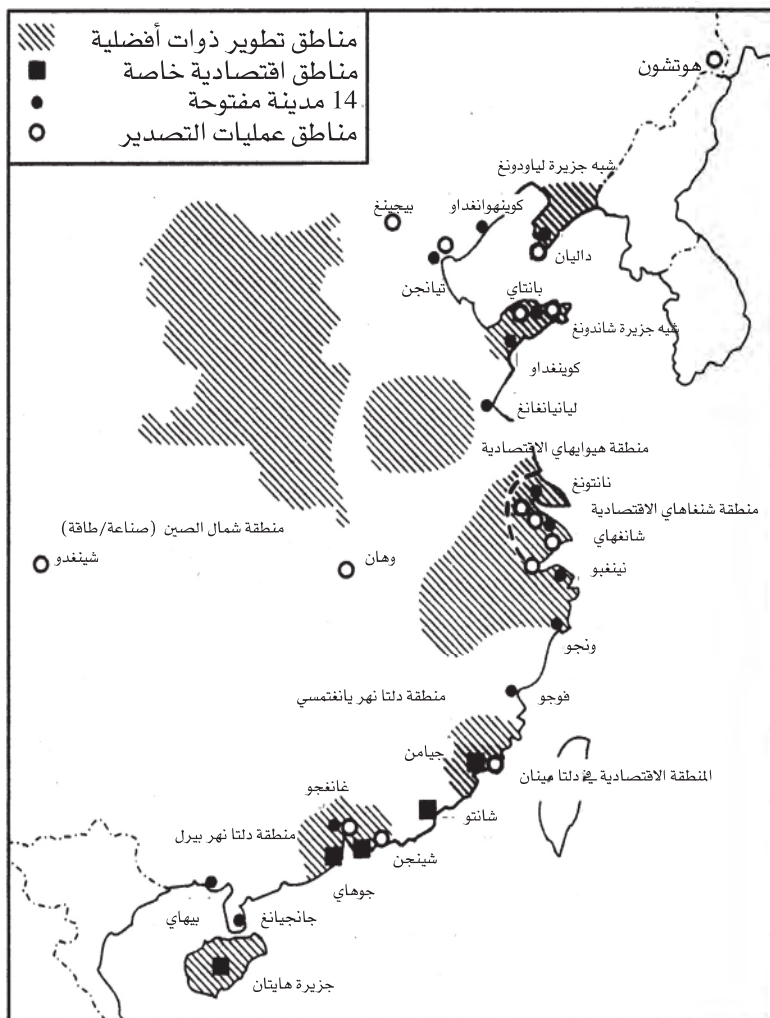 مناطق تطوير ذوات أفضلية
مناطق اقتصادية خاصة
14 مدينة مفتوحة
مناطق عمليات التصدير
هوتشون
شبه جزيرة لياودونغ
كوينهوانغداو
بيجينغ
داليان
تيانجن
بانتاي
شبه جزيرة شاندونغ
كوينغداو
ليانيانغانغ
منطقة هيوايهاي الاقتصادية
نانتونغ
منطقة شنغاهاي الاقتصادية
شانغهاي
منطقة شمال الصين (صناعة/طاقة)
شينغدو
وهان
نينغبو
ونجو
منطقة دلتا نهر يانغتمسي
فوجو
جيامن
المنطقة الاقتصادية في دلتا مينان
غانغجو
شانتو
منطقة دلتا نهر بيرل
شينجن
جوهاي
بيهاي
جانجيانغ
جزيرة هايتان